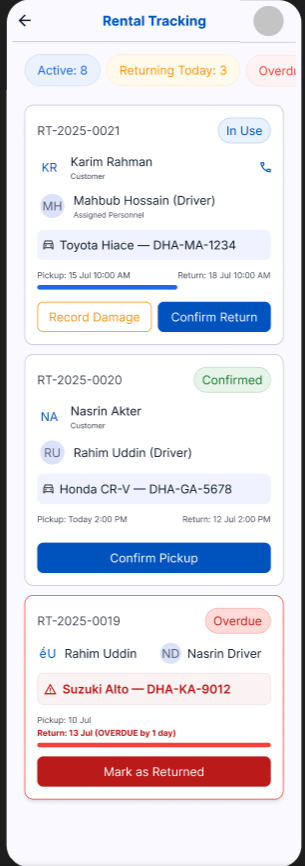 Rental Tracking
Active: 8
Returning Today: 3
Overdu
RT-2025-0021
In Use
KR
Karim Rahman
Customer
MH
Mahbub Hossain (Driver)
Assigned Personnel
Toyota Hiace — DHA-MA-1234
Pickup: 15 Jul 10:00 AM
Return: 18 Jul 10:00 AM
Record Damage
Confirm Return
RT-2025-0020
Confirmed
NA
Nasrin Akter
Customer
RU
Rahim Uddin (Driver)
Honda CR-V — DHA-GA-5678
Pickup: Today 2:00 PM
Return: 12 Jul 2:00 PM
Confirm Pickup
RT-2025-0019
Overdue
Rahim Uddin
ND
Nasrin Driver
Suzuki Alto — DHA-KA-9012
Pickup: 10 Jul
Return: 13 Jul (OVERDUE by 1 day)
Mark as Returned